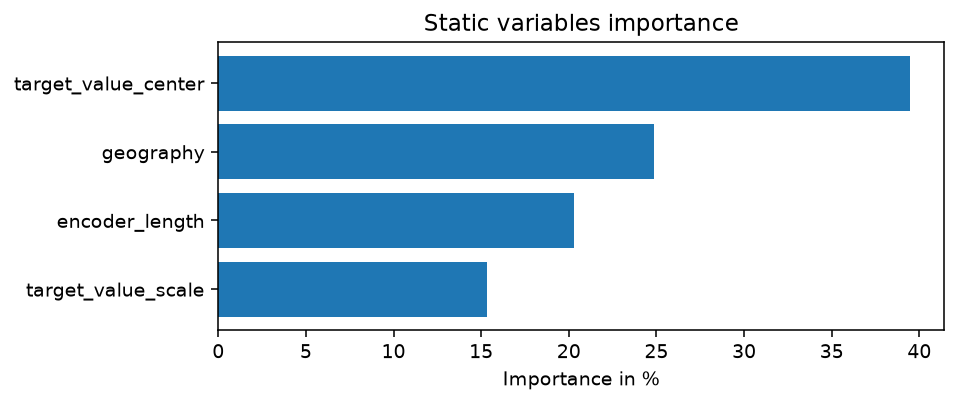 Static variables importance
target_value_center
geography
encoder_length
target_value_scale
0 5 10 15 20 25 30 35 40
Importance in %